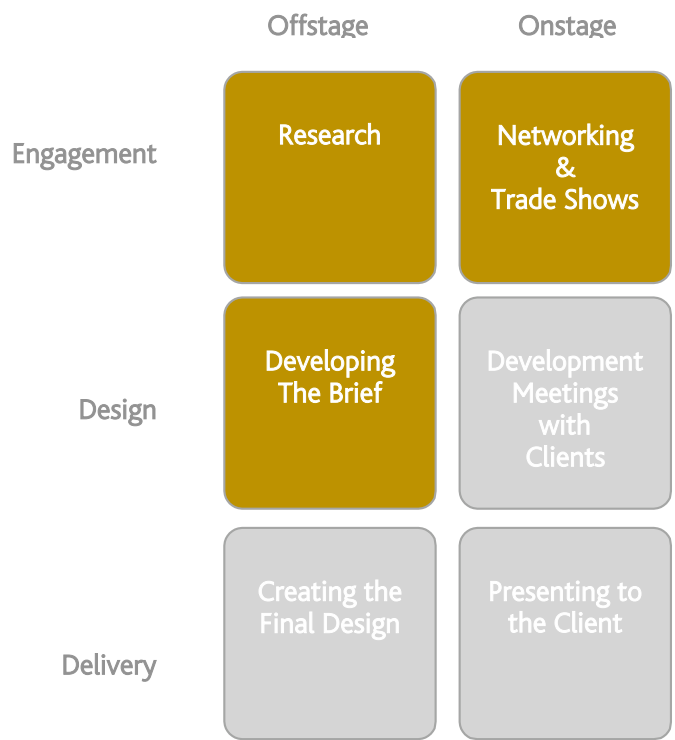 Offstage
Onstage
Engagement
Research
Networking
&
Trade Shows
Design
Developing
The Brief
Development
Meetings
with
Clients
Delivery
Creating the
Final Design
Presenting to
the Client